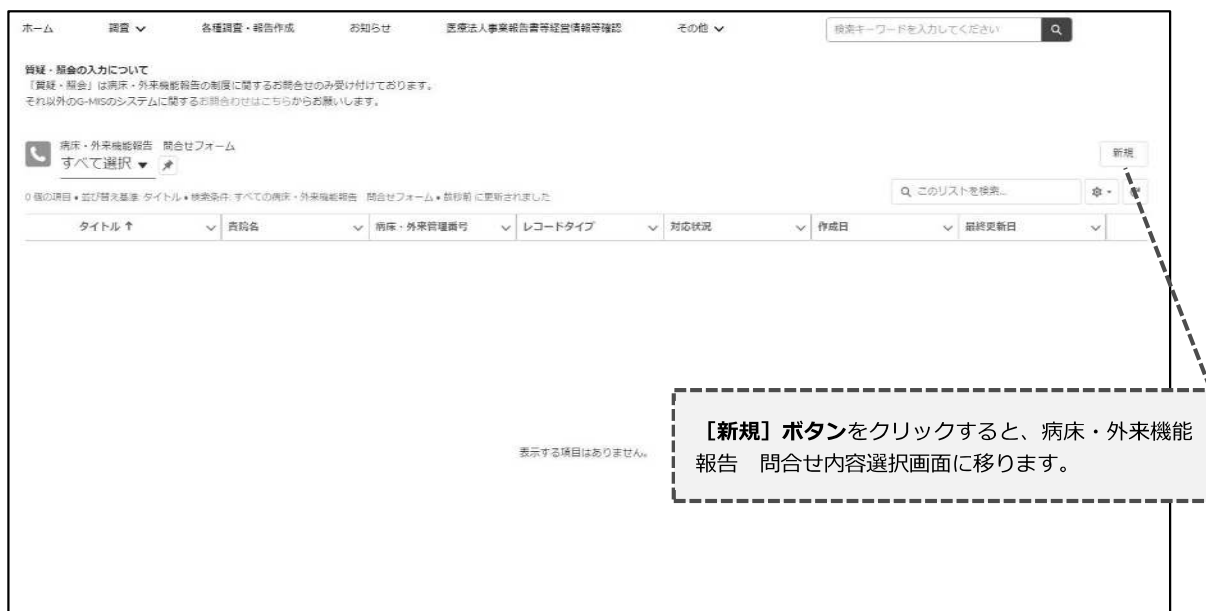 ホーム 調査 各種調査・報告作成 お知らせ 医療法人事業報告書等経営情報等確認 その他 検索キーワードを入力してください
質疑・照会の入力について
「質疑・照会」は病床・外来機能報告の制度に関するお問合せのみ受け付けております。
それ以外のG-MISのシステムに関するお問合わせはこちらからお願いします。
病床・外来機能報告 問合せフォーム
すべて選択
新規
0 個の項目 • 並び替え基準: タイトル • 検索条件: すべての病床・外来機能報告 問合せフォーム • 数秒前 に更新されました
このリストを検索...
タイトル ↑ 貴院名 病床・外来管理番号 レコードタイプ 対応状況 作成日 最終更新日
表示する項目はありません。
［新規］ボタンをクリックすると、病床・外来機能
報告 問合せ内容選択画面に移ります。